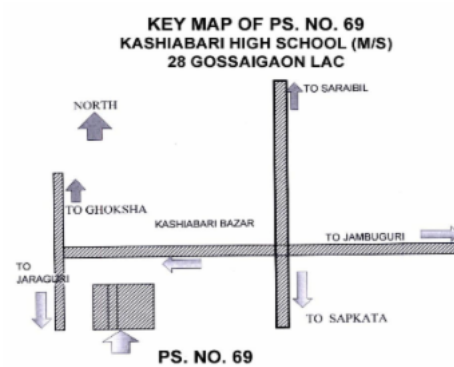 KEY MAP OF PS. NO. 69
KASHIABARI HIGH SCHOOL (M/S)
28 GOSSAIGAON LAC
TO SARAIBIL
NORTH
TO GHOKSHA
KASHIABARI BAZAR
TO JAMBUGURI
TO
JARAGURI
TO SAPKATA
PS. NO. 69